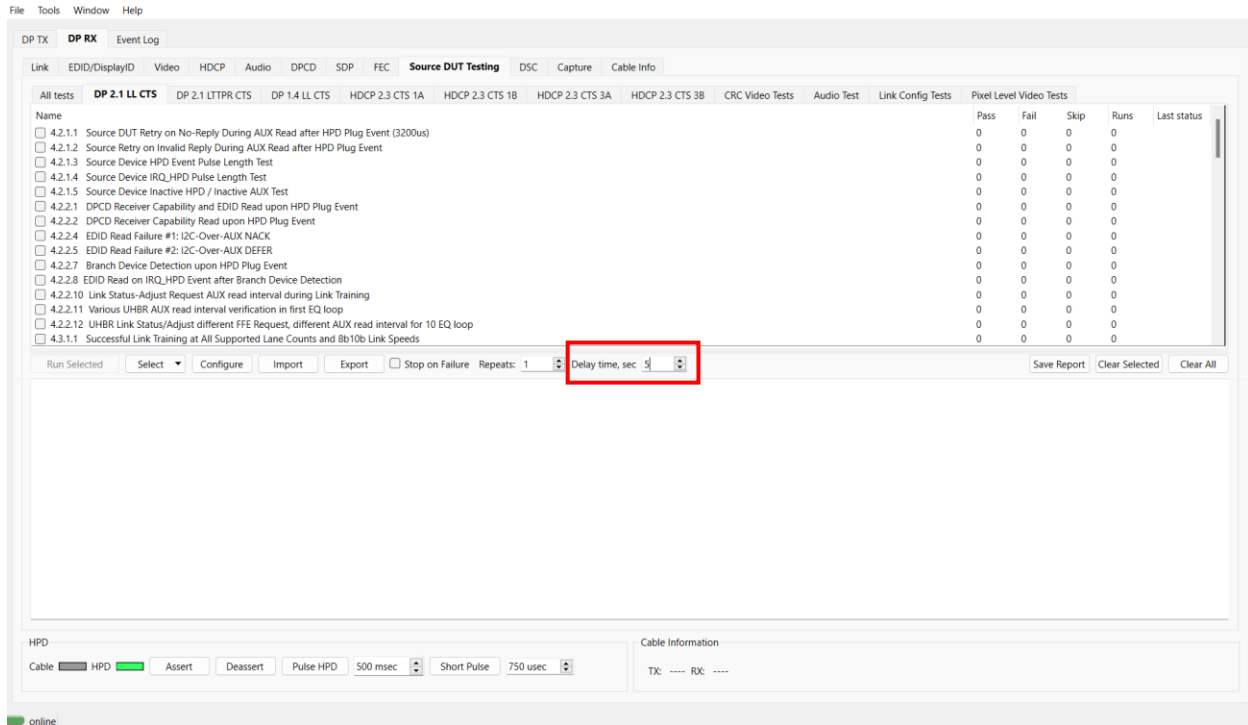 File Tools Window Help
DP TX DP RX Event Log
Link EDID/DisplayID Video HDCP Audio DPCD SDP FEC Source DUT Testing DSC Capture Cable Info
All tests DP 2.1 LL CTS DP 2.1 LTTPR CTS DP 1.4 LL CTS HDCP 2.3 CTS 1A HDCP 2.3 CTS 1B HDCP 2.3 CTS 3A HDCP 2.3 CTS 3B CRC Video Tests Audio Test Link Config Tests Pixel Level Video Tests
Name Pass Fail Skip Runs Last status
4.2.1.1 Source DUT Retry on No-Reply During AUX Read after HPD Plug Event (3200us) 0 0 0 0
4.2.1.2 Source Retry on Invalid Reply During AUX Read after HPD Plug Event 0 0 0 0
4.2.1.3 Source Device HPD Event Pulse Length Test 0 0 0 0
4.2.1.4 Source Device IRQ_HPD Pulse Length Test 0 0 0 0
4.2.1.5 Source Device Inactive HPD / Inactive AUX Test 0 0 0 0
4.2.2.1 DPCD Receiver Capability and EDID Read upon HPD Plug Event 0 0 0 0
4.2.2.2 DPCD Receiver Capability Read upon HPD Plug Event 0 0 0 0
4.2.2.4 EDID Read Failure #1: I2C-Over-AUX NACK 0 0 0 0
4.2.2.5 EDID Read Failure #2: I2C-Over-AUX DEFER 0 0 0 0
4.2.2.7 Branch Device Detection upon HPD Plug Event 0 0 0 0
4.2.2.8 EDID Read on IRQ_HPD Event after Branch Device Detection 0 0 0 0
4.2.2.10 Link Status-Adjust Request AUX read interval during Link Training 0 0 0 0
4.2.2.11 Various UHBR AUX read interval verification in first EQ loop 0 0 0 0
4.2.2.12 UHBR Link Status/Adjust different FFE Request, different AUX read interval for 10 EQ loop 0 0 0 0
4.3.1.1 Successful Link Training at All Supported Lane Counts and 8b10b Link Speeds 0 0 0 0
Run Selected Select Configure Import Export Stop on Failure Repeats: 1 Delay time, sec 5 Save Report Clear Selected Clear All
HPD Cable Information
Cable HPD Assert Deassert Pulse HPD 500 msec Short Pulse 750 usec TX: ---- RX: ----
online